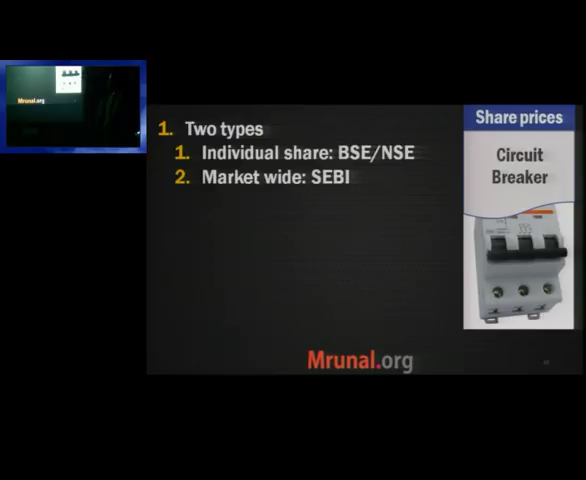 Mrunal.org
1. Two types
1. Individual share: BSE/NSE
2. Market wide: SEBI
Share prices
Circuit
Breaker
Mrunal.org